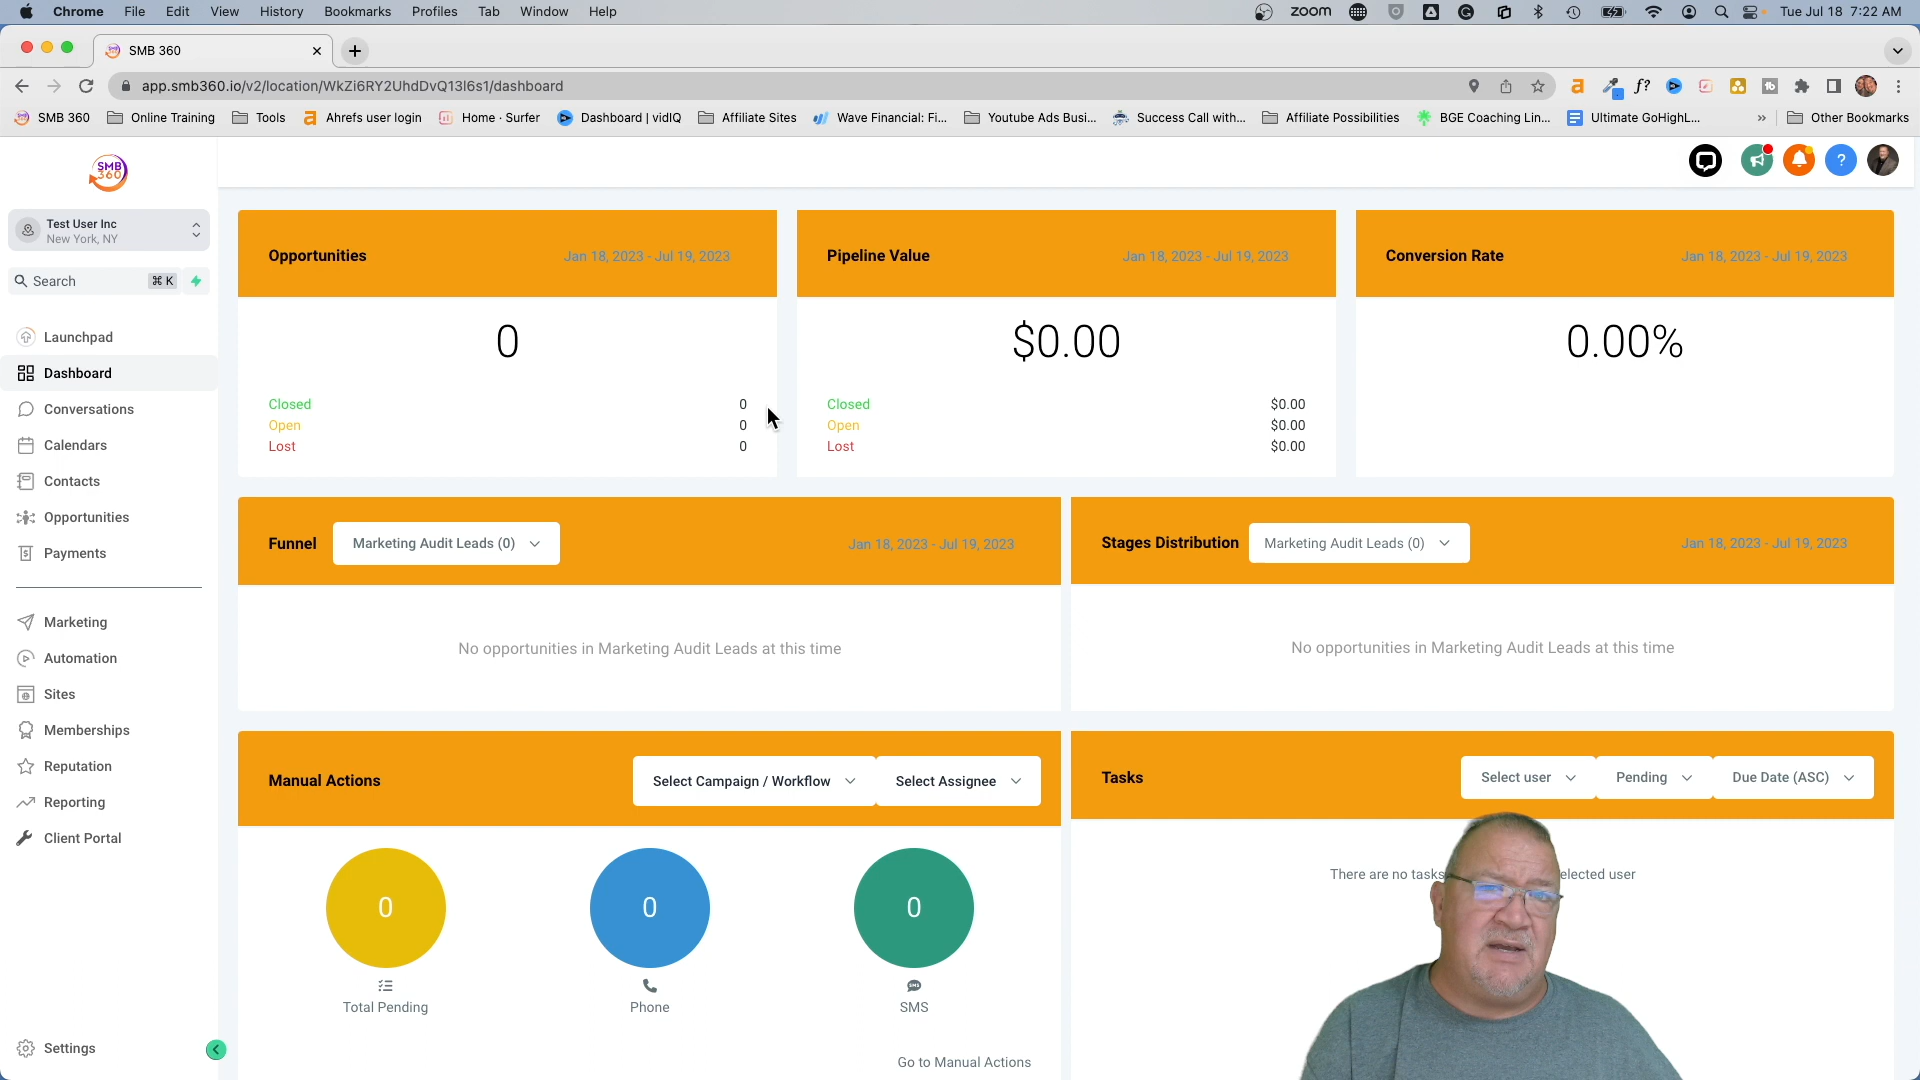 Chrome File Edit View History Bookmarks Profiles Tab Window Help
zoom
Tue Jul 18 7:22 AM
SMB 360
app.smb360.io/v2/location/WkZi6RY2UhdDvQ13l6s1/dashboard
SMB 360
Online Training
Tools
Ahrefs user login
Home · Surfer
Dashboard | vidIQ
Affiliate Sites
Wave Financial: Fi...
Youtube Ads Busi...
Success Call with...
Affiliate Possibilities
BGE Coaching Lin...
Ultimate GoHighL...
»
Other Bookmarks
SMB
360
Test User Inc
New York, NY
Search
⌘ K
Launchpad
Dashboard
Conversations
Calendars
Contacts
Opportunities
Payments
Marketing
Automation
Sites
Memberships
Reputation
Reporting
Client Portal
Settings
Opportunities
Jan 18, 2023 - Jul 19, 2023
0
Closed 0
Open 0
Lost 0
Pipeline Value
Jan 18, 2023 - Jul 19, 2023
$0.00
Closed $0.00
Open $0.00
Lost $0.00
Conversion Rate
Jan 18, 2023 - Jul 19, 2023
0.00%
Funnel
Marketing Audit Leads (0)
Jan 18, 2023 - Jul 19, 2023
No opportunities in Marketing Audit Leads at this time
Stages Distribution
Marketing Audit Leads (0)
Jan 18, 2023 - Jul 19, 2023
No opportunities in Marketing Audit Leads at this time
Manual Actions
Select Campaign / Workflow
Select Assignee
0
Total Pending
0
Phone
0
SMS
Go to Manual Actions
Tasks
Select user
Pending
Due Date (ASC)
There are no tasks
elected user